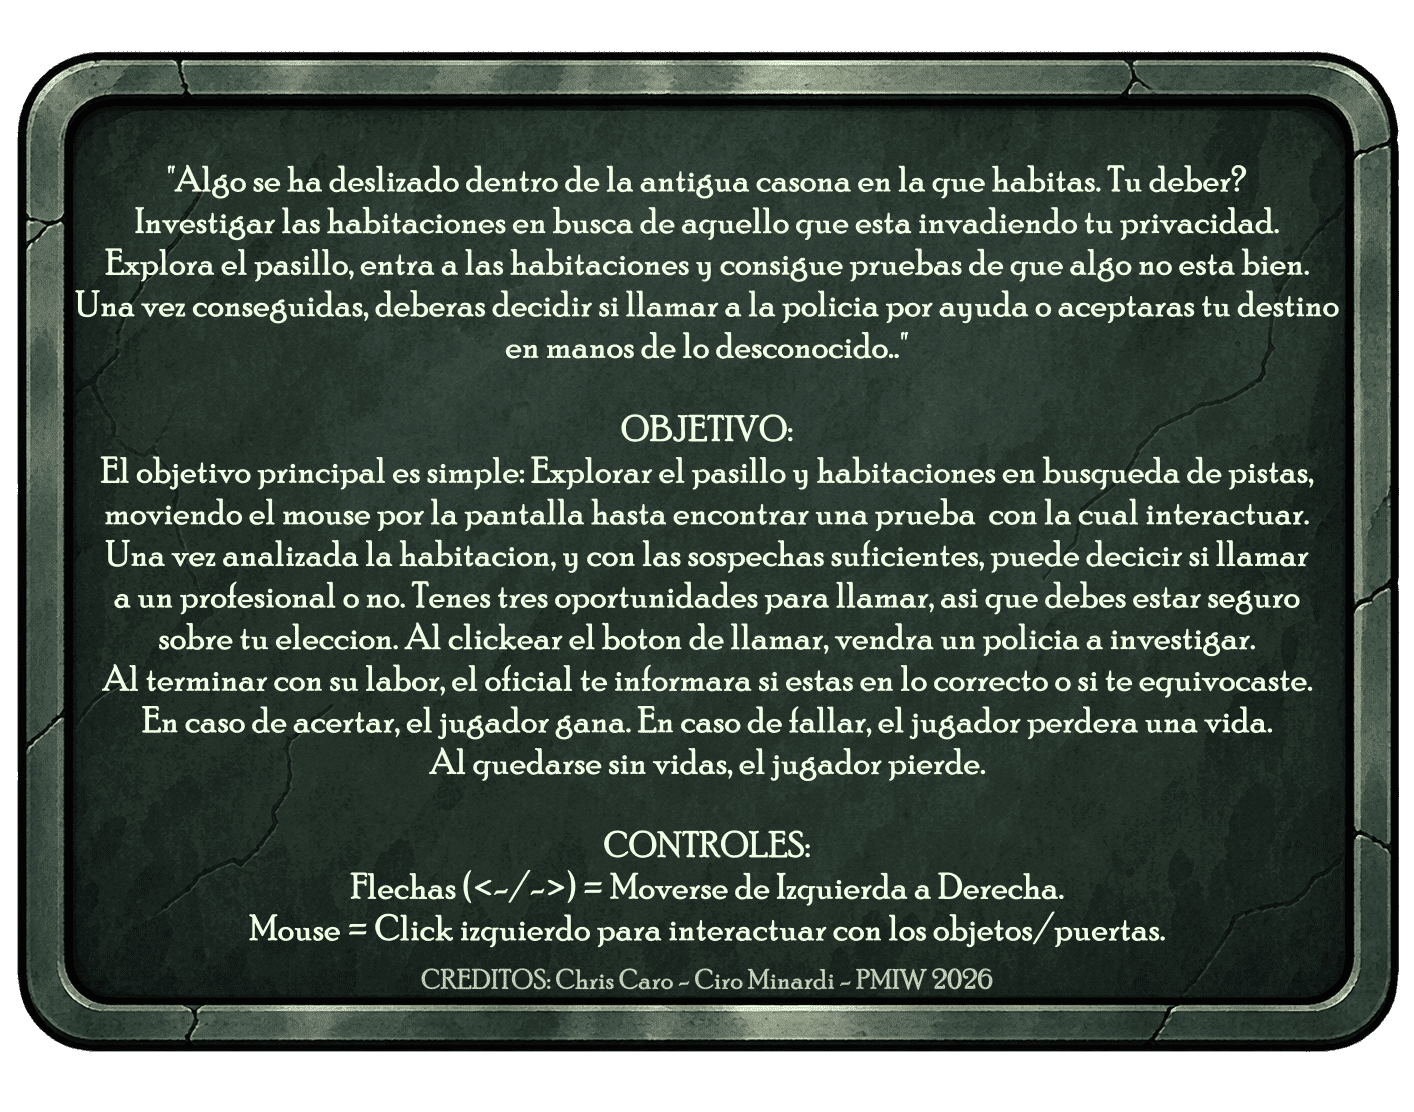 "Algo se ha deslizado dentro de la antigua casona en la que habitas. Tu deber?
Investigar las habitaciones en busca de aquello que esta invadiendo tu privacidad.
Explora el pasillo, entra a las habitaciones y consigue pruebas de que algo no esta bien.
Una vez conseguidas, deberas decidir si llamar a la policia por ayuda o aceptaras tu destino
en manos de lo desconocido.."
OBJETIVO:
El objetivo principal es simple: Explorar el pasillo y habitaciones en busqueda de pistas,
moviendo el mouse por la pantalla hasta encontrar una prueba  con la cual interactuar.
Una vez analizada la habitacion, y con las sospechas suficientes, puede decicir si llamar
a un profesional o no. Tenes tres oportunidades para llamar, asi que debes estar seguro
sobre tu eleccion. Al clickear el boton de llamar, vendra un policia a investigar.
Al terminar con su labor, el oficial te informara si estas en lo correcto o si te equivocaste.
En caso de acertar, el jugador gana. En caso de fallar, el jugador perdera una vida.
Al quedarse sin vidas, el jugador pierde.
CONTROLES:
Flechas (<-/->) = Moverse de Izquierda a Derecha.
Mouse = Click izquierdo para interactuar con los objetos/puertas.
CREDITOS: Chris Caro - Ciro Minardi - PMIW 2026